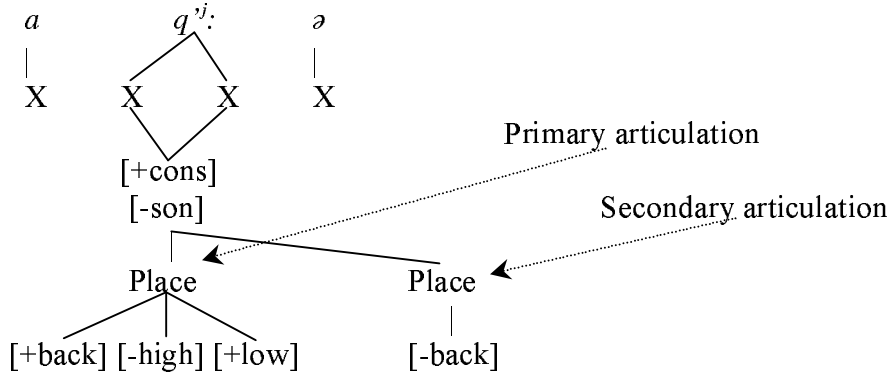 a q’ʲ: ə
X X X X
Primary articulation
[+cons]
[-son] Secondary articulation
Place Place
[+back] [-high] [+low] [-back]